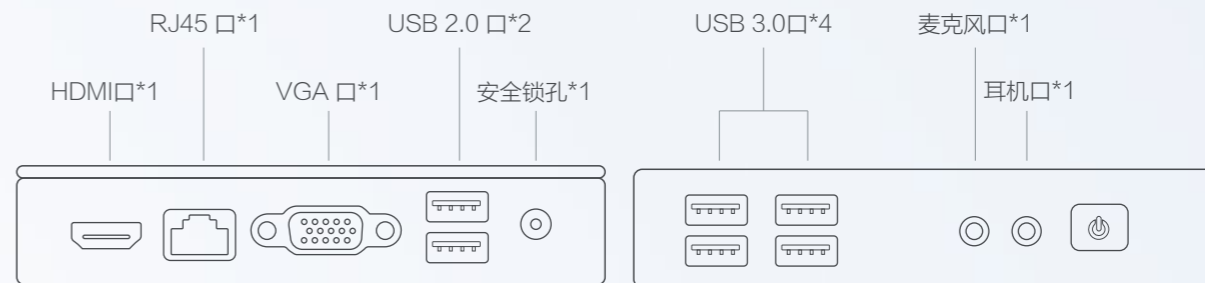 RJ45 口*1
USB 2.0 口*2
USB 3.0口*4
麦克风口*1
HDMI口*1
VGA 口*1
安全锁孔*1
耳机口*1